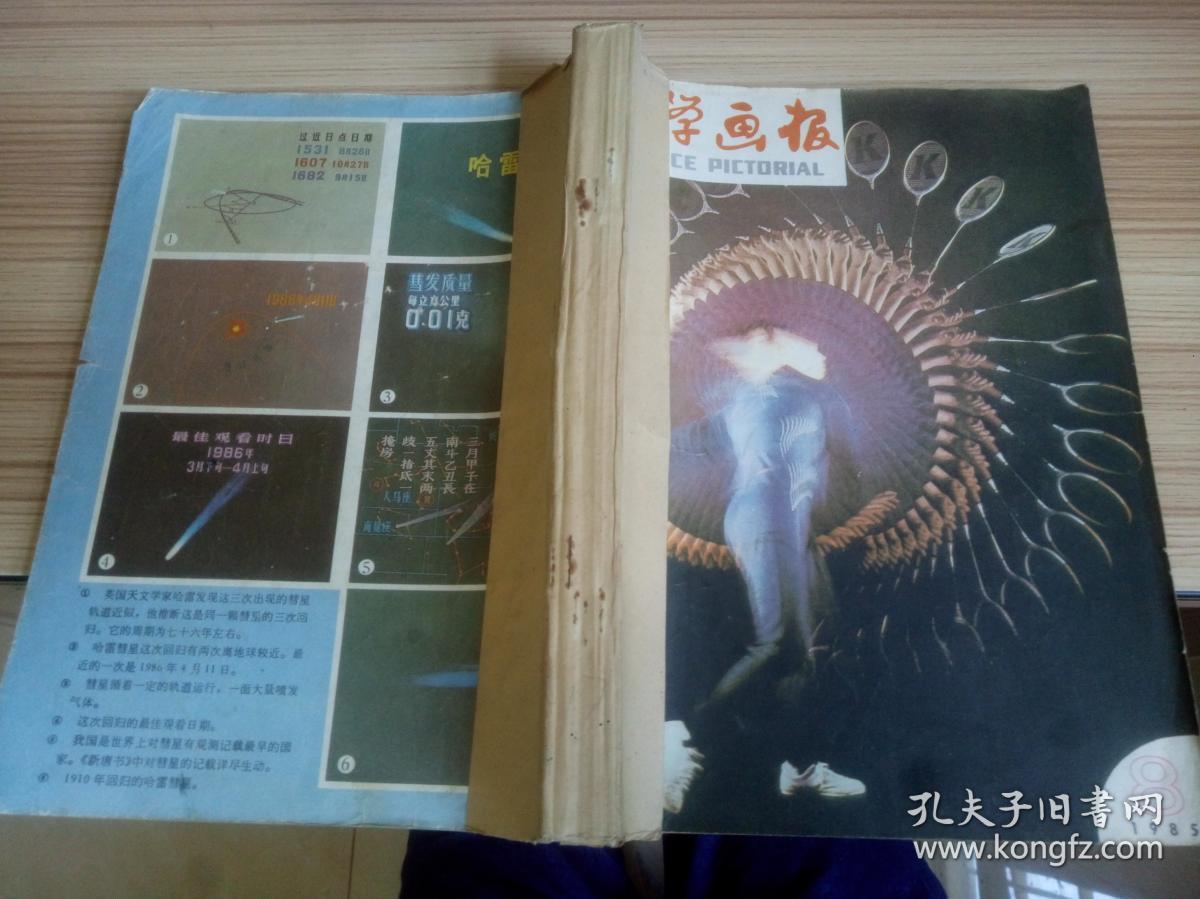 过近日点日期
1531 8月26日
1607 10月27日
1682 9月15日
①
哈雷
1986年4月11日
②
彗发质量
每立方公里
0.01克
③
最佳观看时日
1986年
3月下旬—4月上旬
④
三月甲子在
南斗乙丑長
五丈其末两
歧一指氐一
掩房
人马座
⑤
⑥
① 英国天文学家哈雷发现这三次出现的彗星
轨道近似,他推断这是同一颗彗星的三次回
归。它的周期为七十六年左右。
② 哈雷彗星这次回归有两次离地球较近。最
近的一次是1986年4月11日。
③ 彗星循着一定的轨道运行,一面大量喷发
气体。
④ 这次回归的最佳观看日期。
⑤ 我国是世界上对彗星有观测记载最早的国
家。《新唐书》中对彗星的记载详尽生动。
⑥ 1910年回归的哈雷彗星。
学画报
CE PICTORIAL
K
K
K
8
1985
孔夫子旧书网
www.kongfz.com